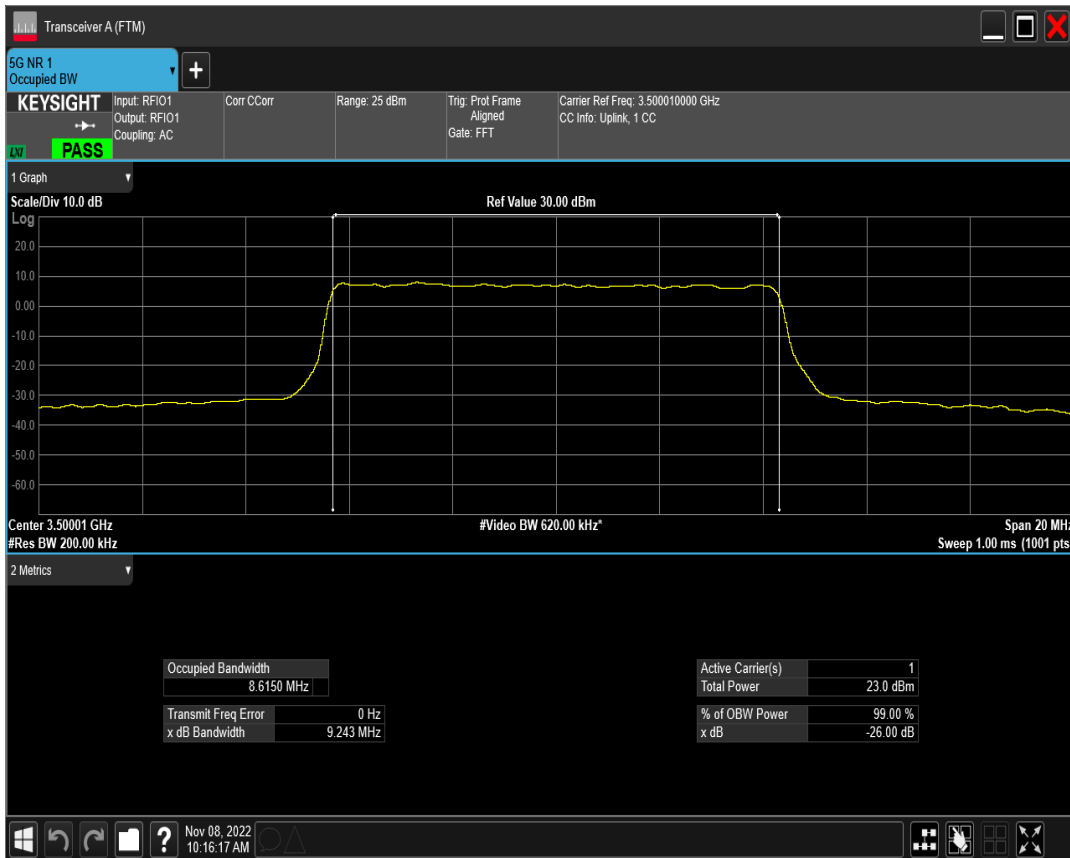 Transceiver A (FTM)
5G NR 1
Occupied BW
+
KEYSIGHT
LXI
PASS
Input: RFIO1
Output: RFIO1
Coupling: AC
Corr CCorr
Range: 25 dBm
Trig: Prot Frame
Aligned
Gate: FFT
Carrier Ref Freq: 3.500010000 GHz
CC Info: Uplink, 1 CC
1 Graph
Scale/Div 10.0 dB
Ref Value 30.00 dBm
Log
20.0
10.0
0.00
-10.0
-20.0
-30.0
-40.0
-50.0
-60.0
Center 3.50001 GHz
#Video BW 620.00 kHz*
Span 20 MHz
#Res BW 200.00 kHz
Sweep 1.00 ms (1001 pts
2 Metrics
Occupied Bandwidth
8.6150 MHz
Transmit Freq Error 0 Hz
x dB Bandwidth 9.243 MHz
Active Carrier(s) 1
Total Power 23.0 dBm
% of OBW Power 99.00 %
x dB -26.00 dB
?
Nov 08, 2022
10:16:17 AM